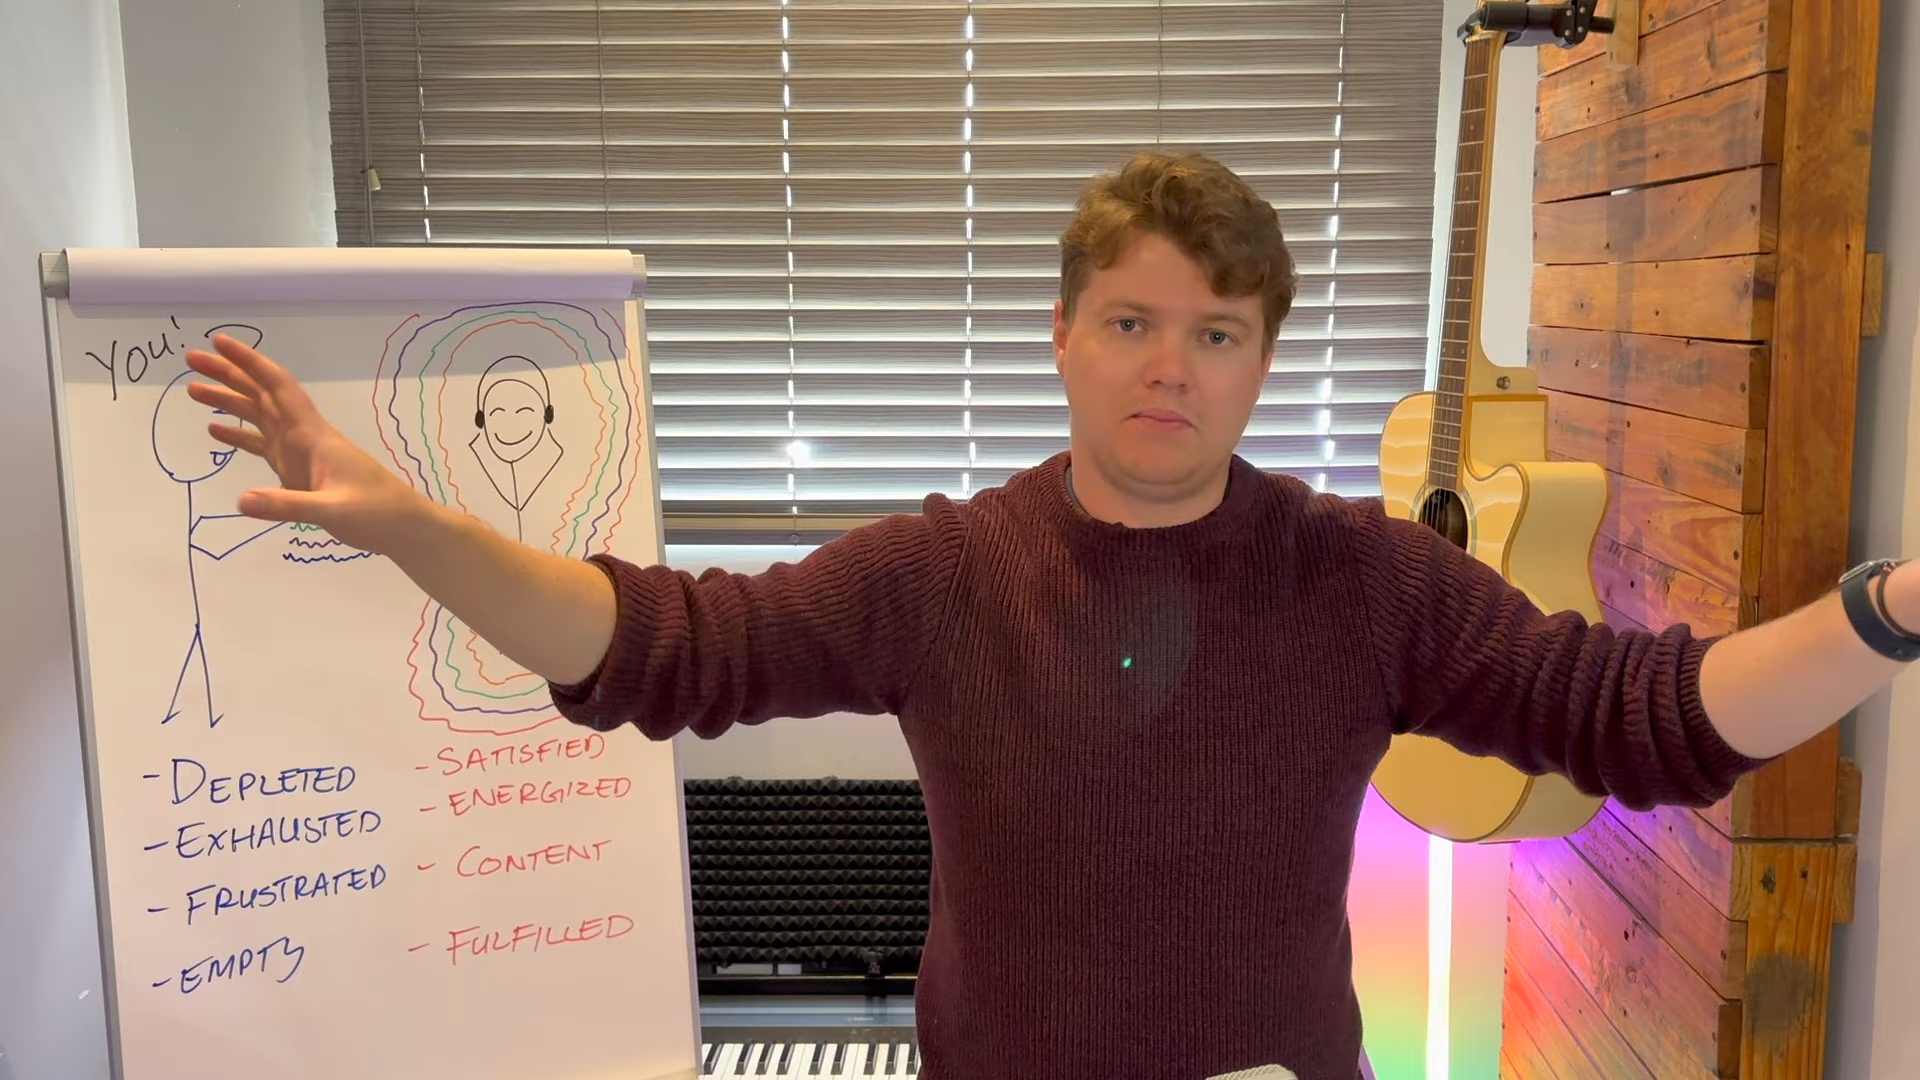 YOU!
- DEPLETED
- EXHAUSTED
- FRUSTRATED
- EMPTY
- SATISFIED
- ENERGIZED
- CONTENT
- FULFILLED